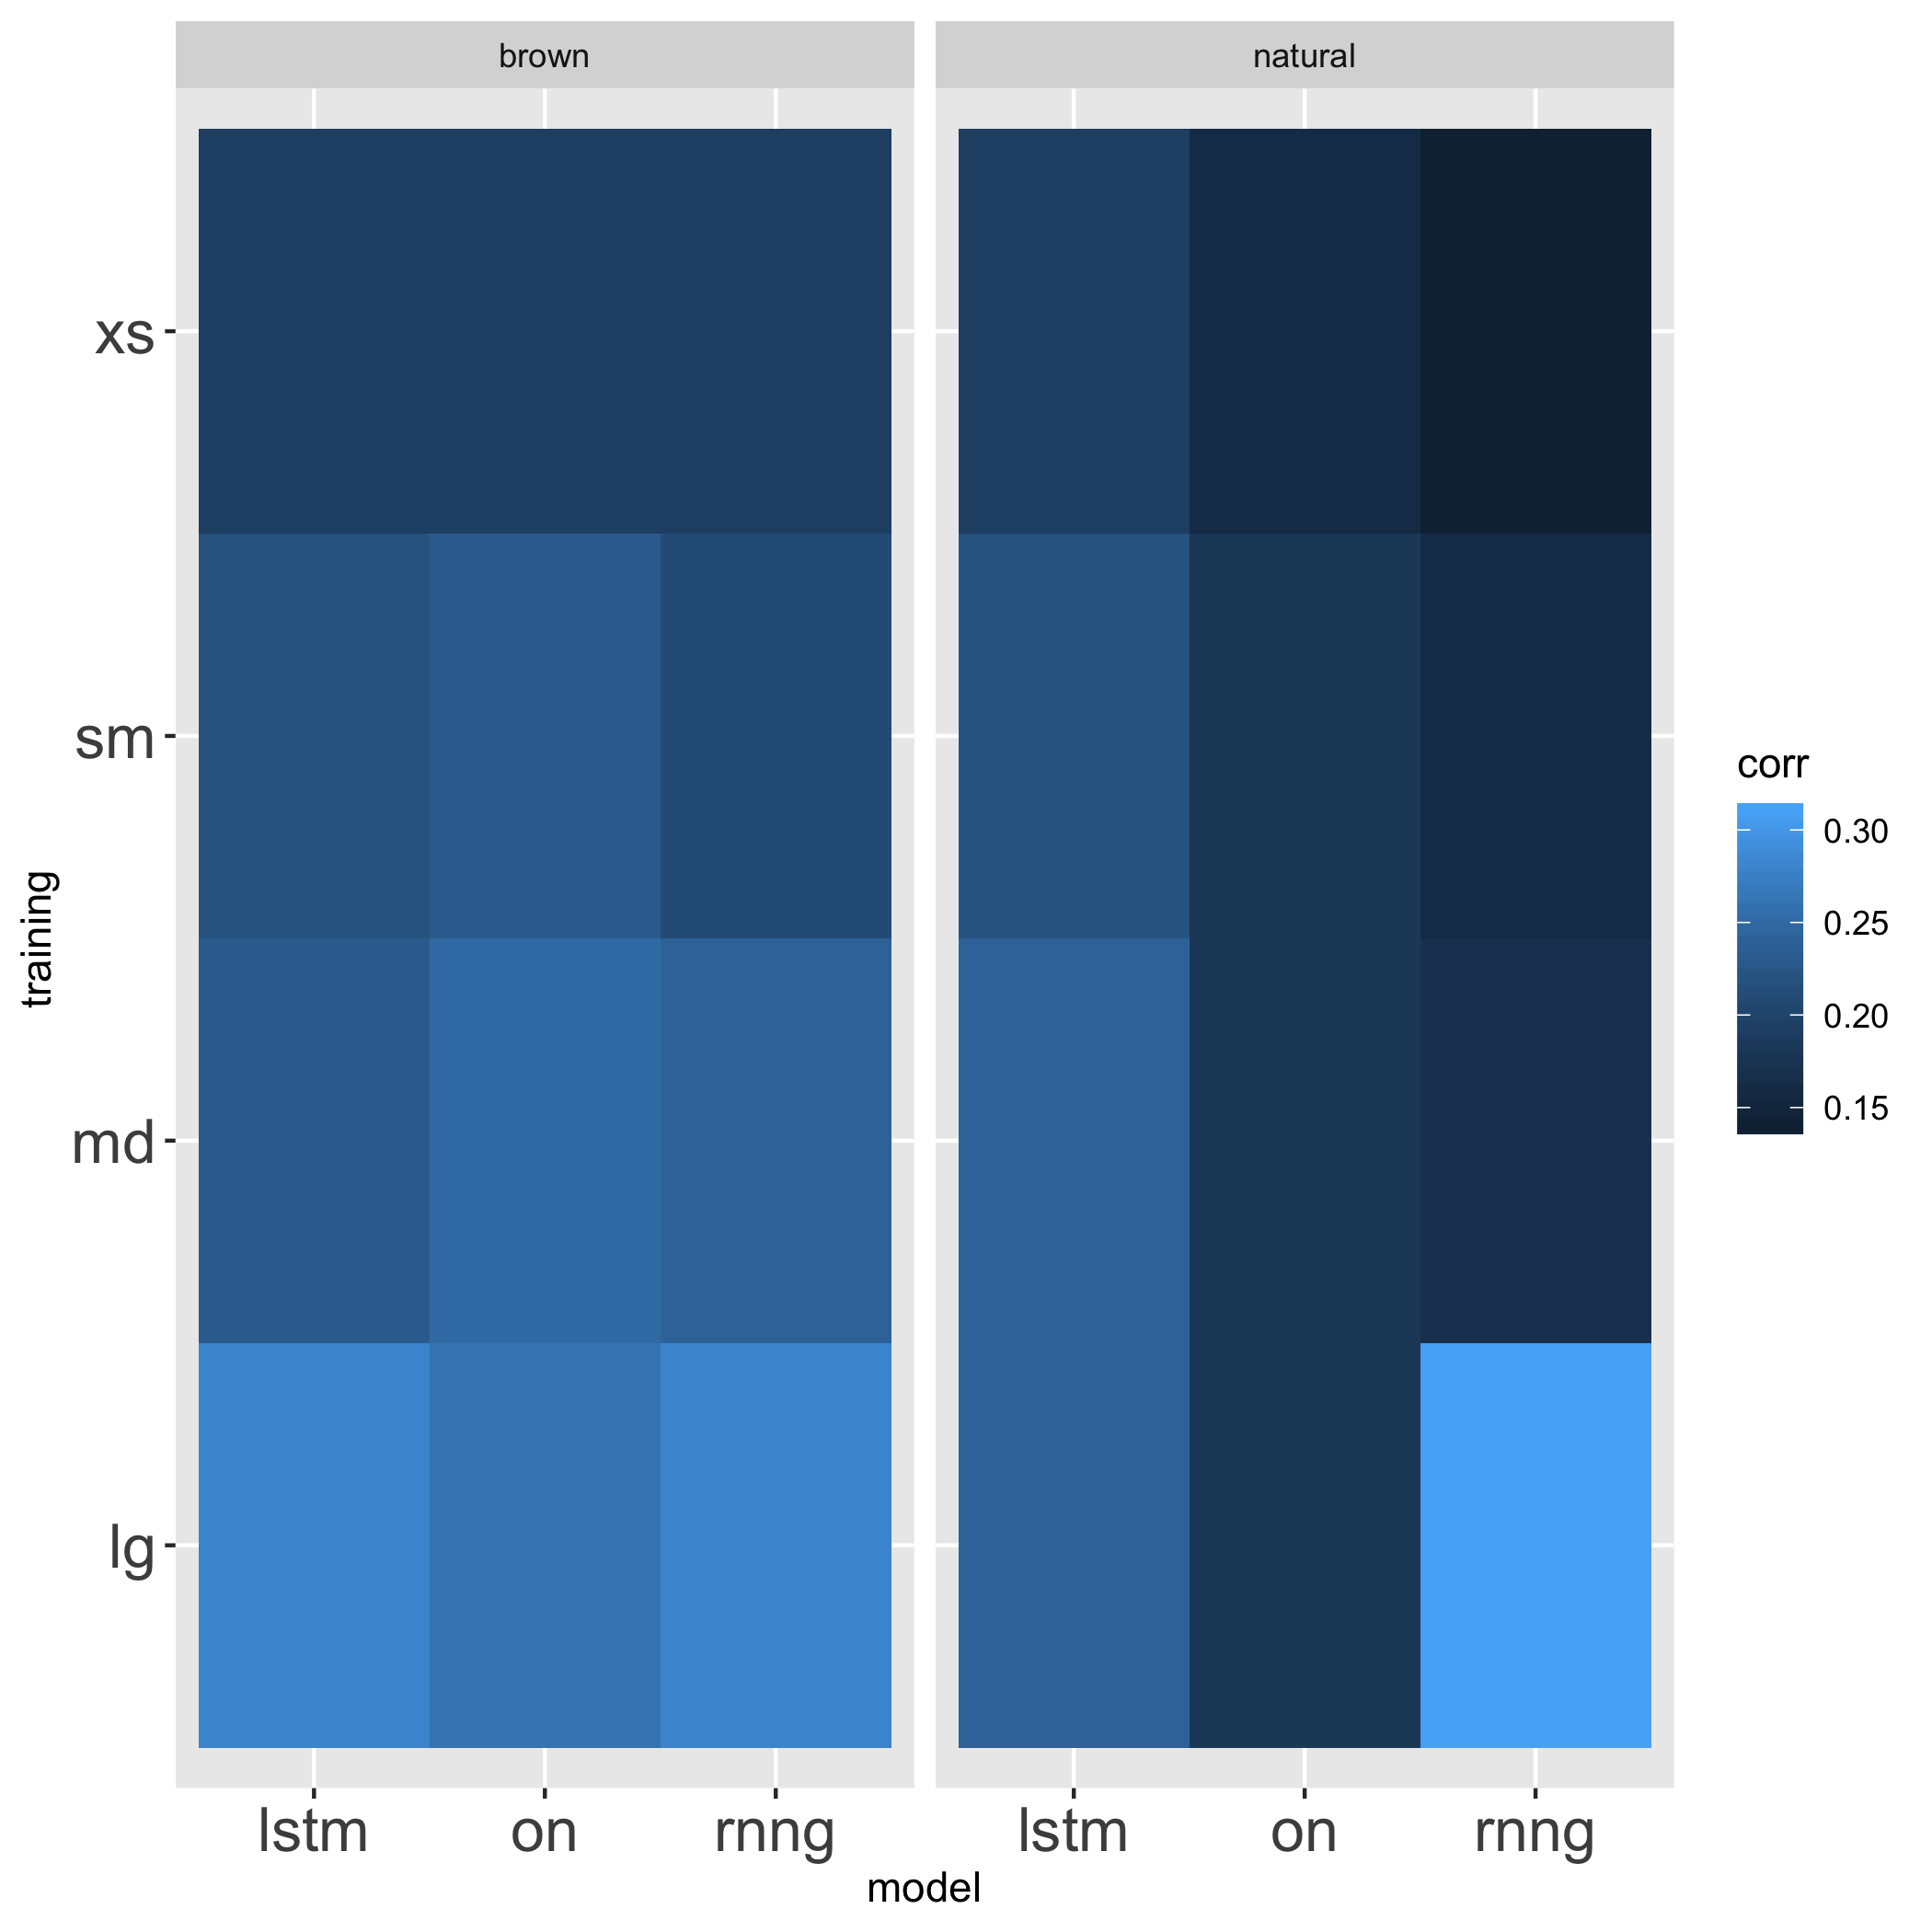 brown
natural
training
xs
sm
md
lg
lstm
on
rnng
lstm
on
rnng
model
corr
0.30
0.25
0.20
0.15